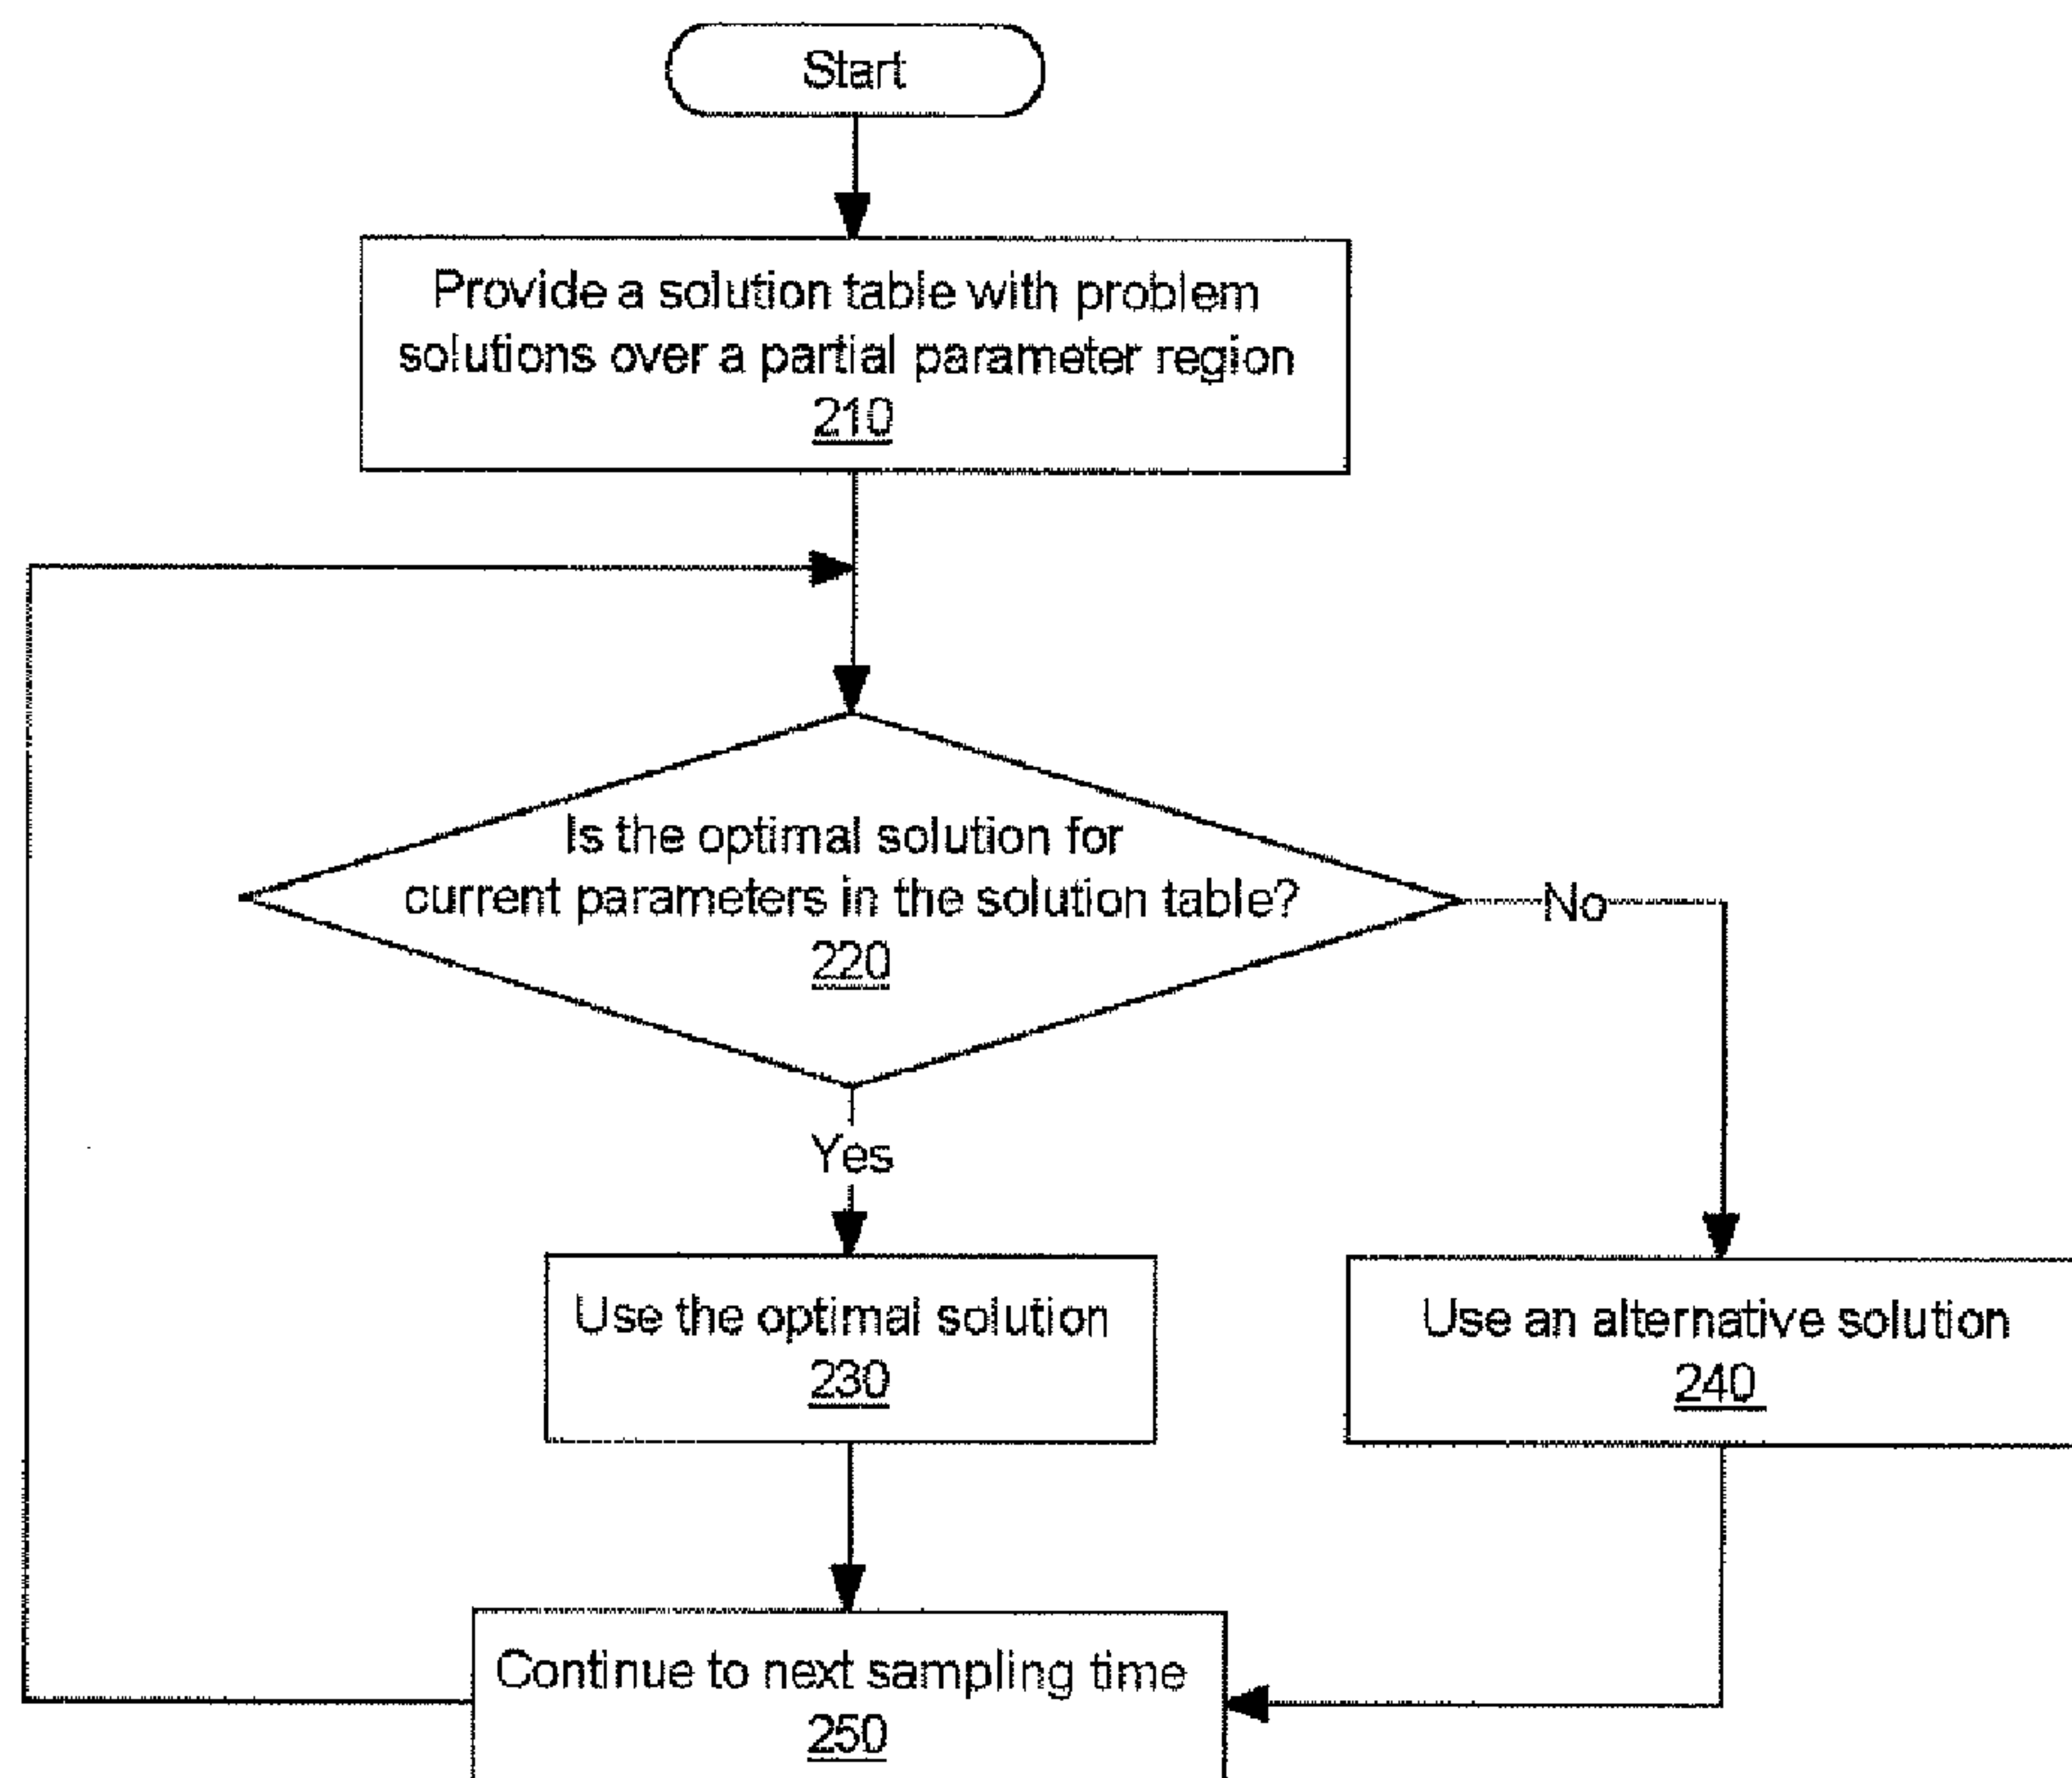 Start
Provide a solution table with problem
solutions over a partial parameter region
210
Is the optimal solution for
current parameters in the solution table?
220
No
Yes
Use the optimal solution
230
Use an alternative solution
240
Continue to next sampling time
250